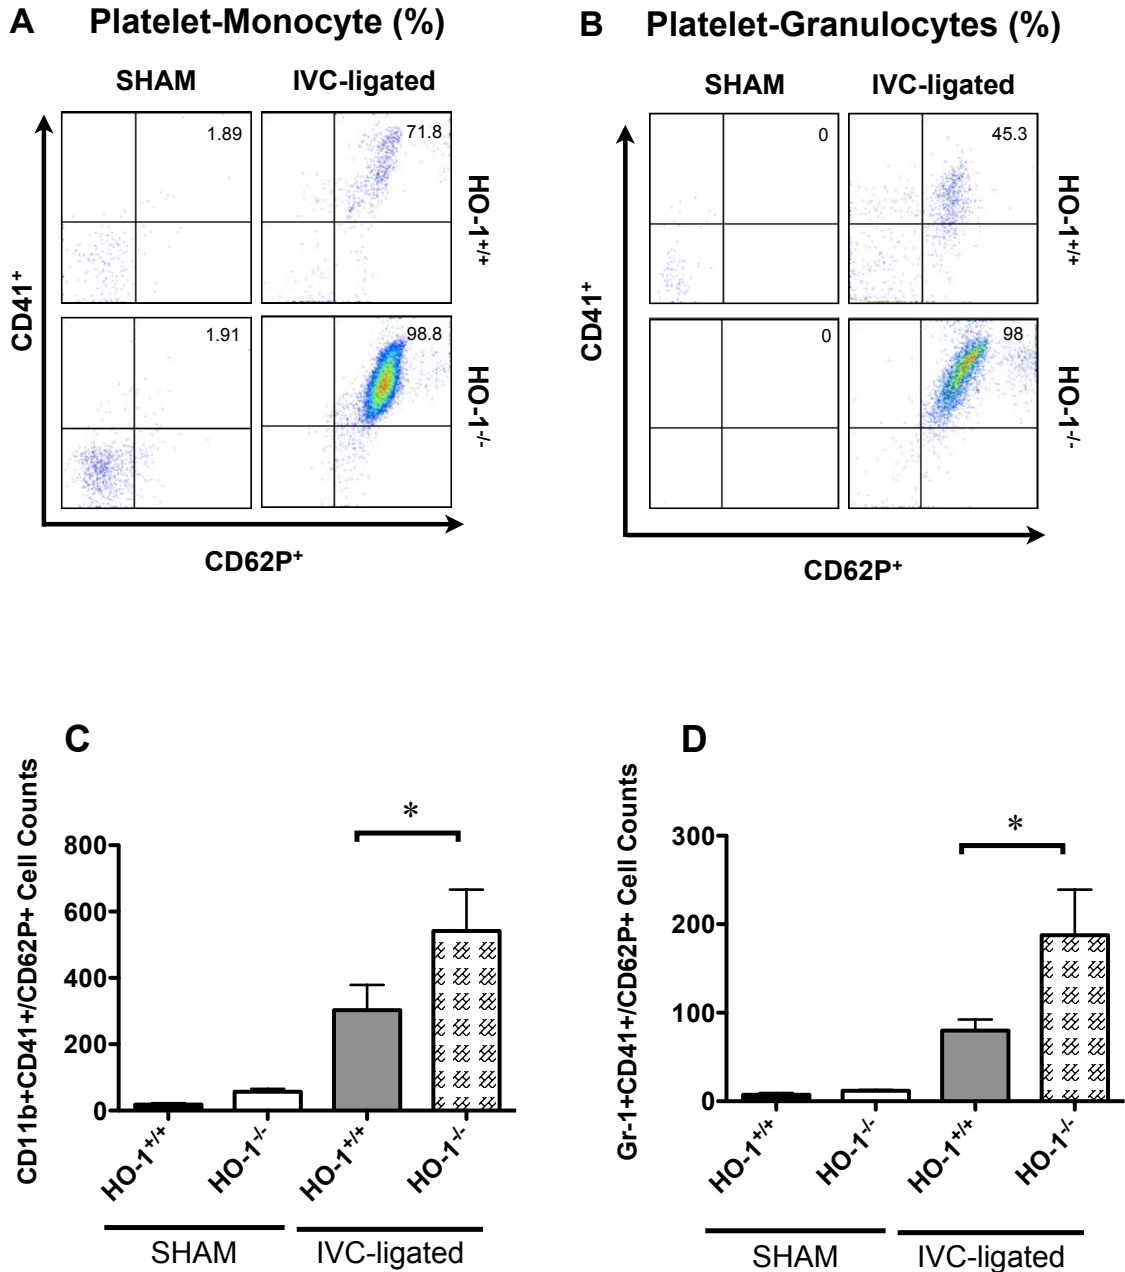 A Platelet-Monocyte (%)
B Platelet-Granulocytes (%)
SHAM IVC-ligated
SHAM IVC-ligated
1.89
71.8
0
45.3
HO-1+/+
HO-1+/+
1.91
98.8
0
98
HO-1-/-
HO-1-/-
CD41+
CD41+
CD62P+
CD62P+
C
CD11b+CD41+/CD62P+ Cell Counts
800
600
400
200
0
*
HO-1+/+
HO-1-/-
HO-1+/+
HO-1-/-
SHAM
IVC-ligated
D
Gr-1+CD41+/CD62P+ Cell Counts
300
200
100
0
*
HO-1+/+
HO-1-/-
HO-1+/+
HO-1-/-
SHAM
IVC-ligated